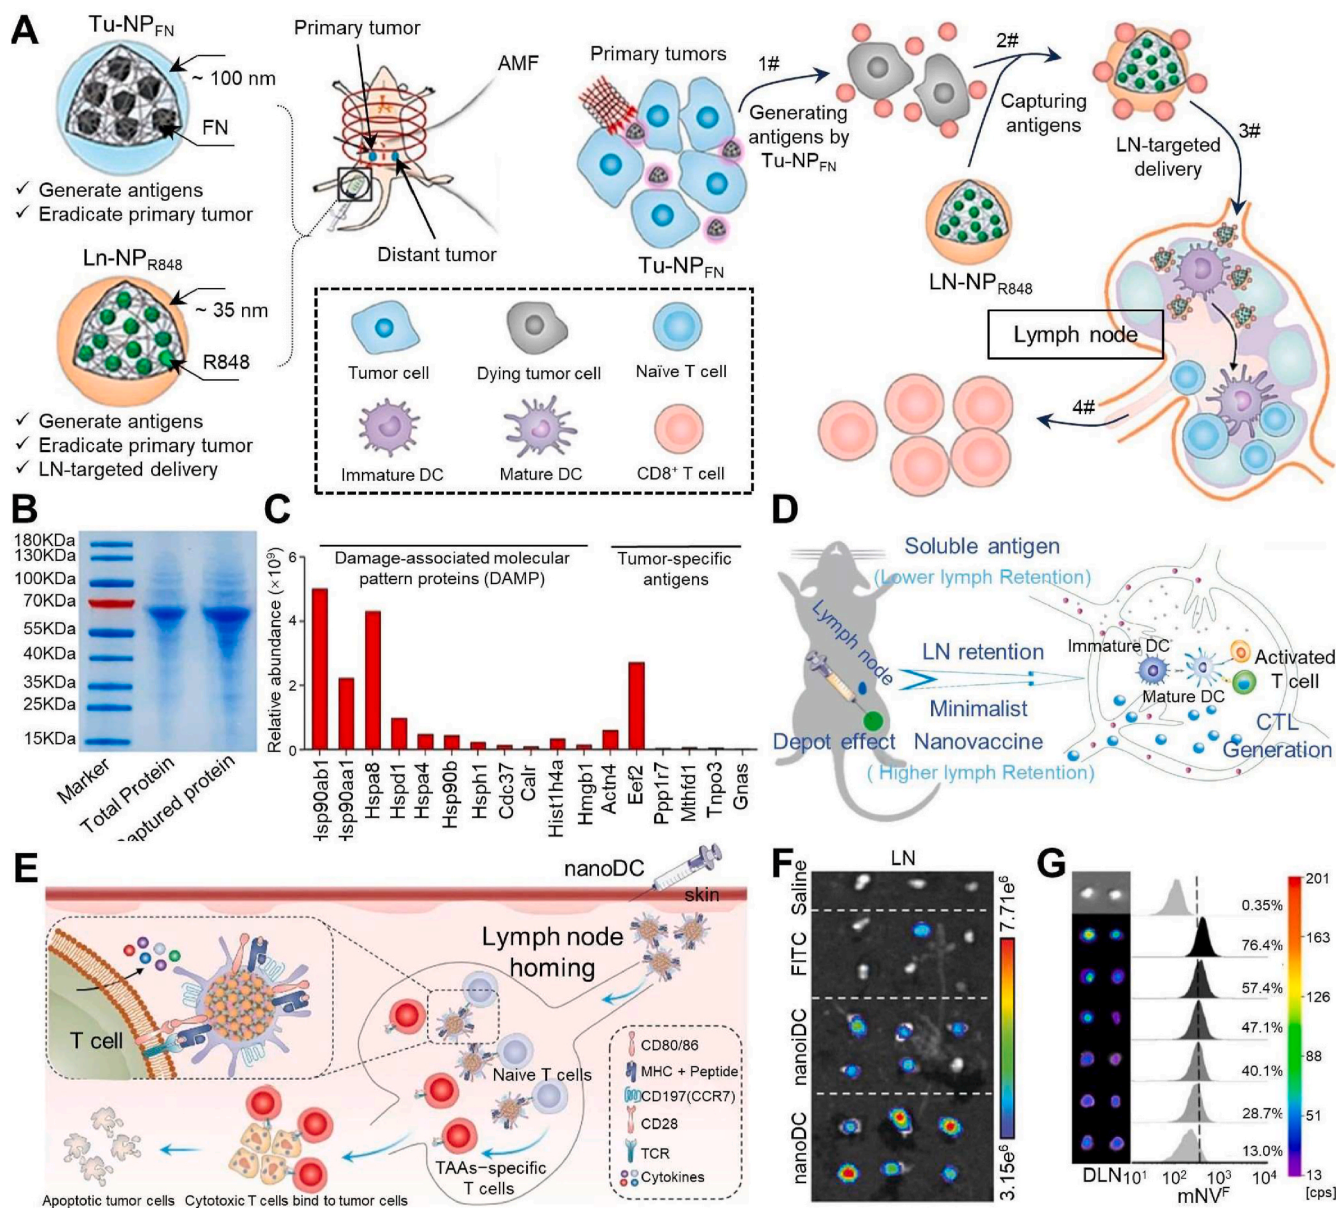 A
Tu-NP_FN
~ 100 nm
FN
✓ Generate antigens
✓ Eradicate primary tumor
Ln-NP_R848
~ 35 nm
R848
✓ Generate antigens
✓ Eradicate primary tumor
✓ LN-targeted delivery
Primary tumor
AMF
Distant tumor
Primary tumors
Tu-NP_FN
1#
Generating
antigens by
Tu-NP_FN
2#
Capturing
antigens
LN-NP_R848
LN-targeted
delivery
3#
Lymph node
4#
Tumor cell
Dying tumor cell
Naïve T cell
Immature DC
Mature DC
CD8⁺ T cell
B
180KDa
130KDa
100KDa
70KDa
55KDa
40KDa
35KDa
25KDa
15KDa
Marker
Total Protein
Captured protein
C
Relative abundance (×10⁹)
6
4
2
0
Damage-associated molecular
pattern proteins (DAMP)
Tumor-specific
antigens
Hsp90ab1
Hsp90aa1
Hspa8
Hspd1
Hspa4
Hsp90b
Hsph1
Cdc37
Calr
Hist1h4a
Hmgb1
Actn4
Eef2
Ppp1r7
Mthfd1
Tnpo3
Gnas
D
Soluble antigen
(Lower lymph Retention)
Lymph node
LN retention
Minimalist
Depot effect
Nanovaccine
( Higher lymph Retention)
Immature DC
Mature DC
Activated
T cell
CTL
Generation
E
nanoDC
skin
Lymph node
homing
T cell
Naive T cells
TAAs–specific
T cells
Apoptotic tumor cells
Cytotoxic T cells bind to tumor cells
CD80/86
MHC + Peptide
CD197(CCR7)
CD28
TCR
Cytokines
F
LN
Saline
FITC
nanoiDC
nanoDC
7.71e⁶
3.15e⁶
G
0.35%
76.4%
57.4%
47.1%
40.1%
28.7%
13.0%
DLN
10¹
10²
10³
10⁴
mNV^F
201
163
126
88
51
13
[cps]